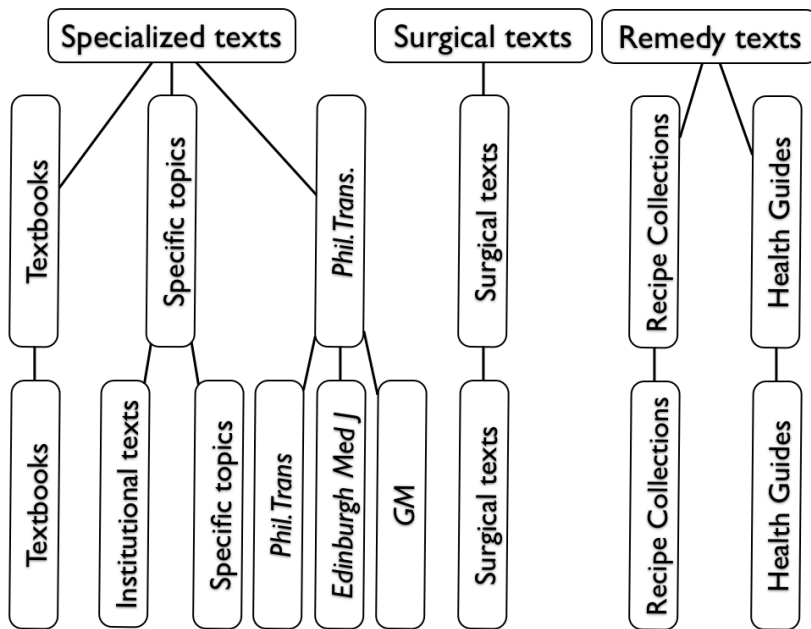 Specialized texts
Surgical texts
Remedy texts
Textbooks
Specific topics
Phil.Trans.
Surgical texts
Recipe Collections
Health Guides
Textbooks
Institutional texts
Specific topics
Phil.Trans
Edinburgh Med J
GM
Surgical texts
Recipe Collections
Health Guides